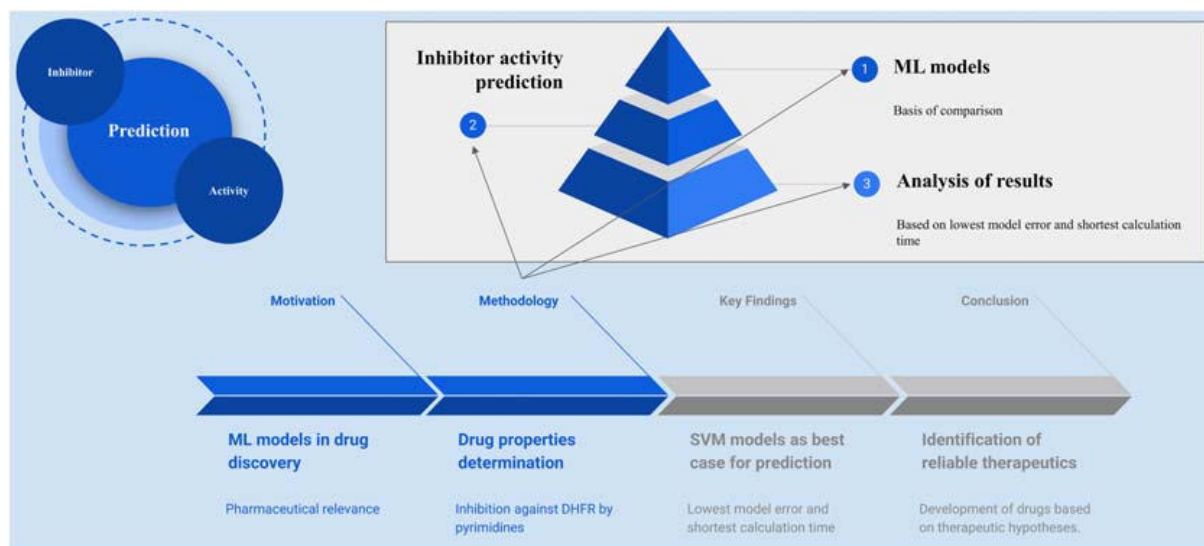 Inhibitor
Prediction
Activity
Inhibitor activity
prediction
2
1
ML models
Basis of comparison
3
Analysis of results
Based on lowest model error and shortest calculation
time
Motivation
Methodology
Key Findings
Conclusion
ML models in drug
discovery
Pharmaceutical relevance
Drug properties
determination
Inhibition against DHFR by
pyrimidines
SVM models as best
case for prediction
Lowest model error and
shortest calculation time
Identification of
reliable therapeutics
Development of drugs based
on therapeutic hypotheses.